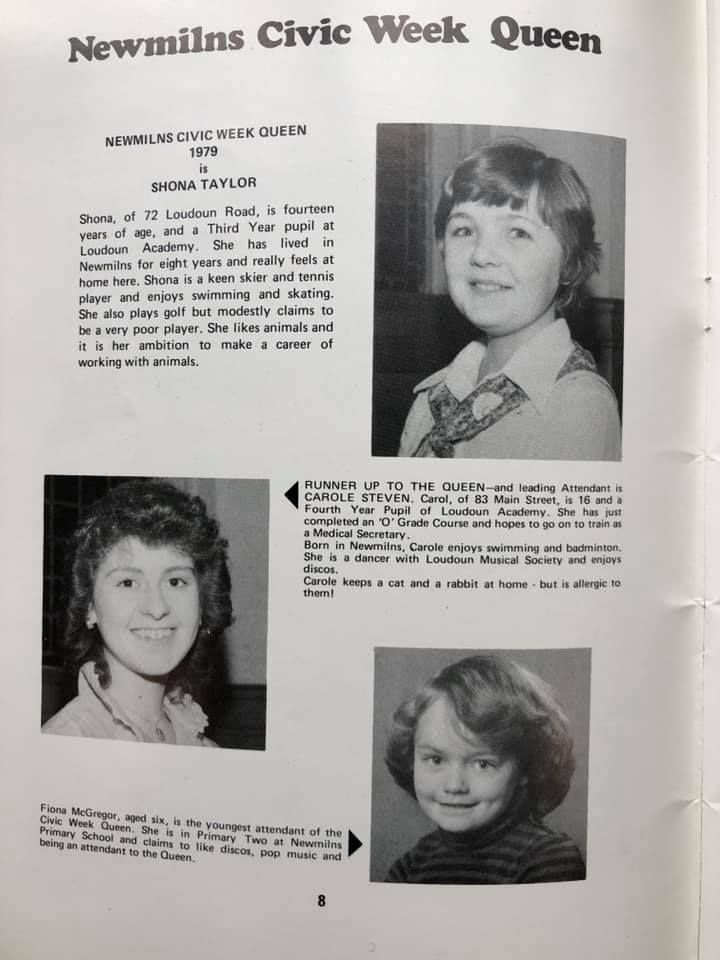 Newmilns Civic Week Queen
NEWMILNS CIVIC WEEK QUEEN
1979
is
SHONA TAYLOR
Shona, of 72 Loudoun Road, is fourteen
years of age, and a Third Year pupil at
Loudoun Academy. She has lived in
Newmilns for eight years and really feels at
home here. Shona is a keen skier and tennis
player and enjoys swimming and skating.
She also plays golf but modestly claims to
be a very poor player. She likes animals and
it is her ambition to make a career of
working with animals.
RUNNER UP TO THE QUEEN—and leading Attendant is
CAROLE STEVEN. Carol, of 83 Main Street, is 16 and a
Fourth Year Pupil of Loudoun Academy. She has just
completed an 'O' Grade Course and hopes to go on to train as
a Medical Secretary.
Born in Newmilns, Carole enjoys swimming and badminton.
She is a dancer with Loudoun Musical Society and enjoys
discos.
Carole keeps a cat and a rabbit at home - but is allergic to
them!
Fiona McGregor, aged six, is the youngest attendant of the
Civic Week Queen. She is in Primary Two at Newmilns
Primary School and claims to like discos, pop music and
being an attendant to the Queen.
8